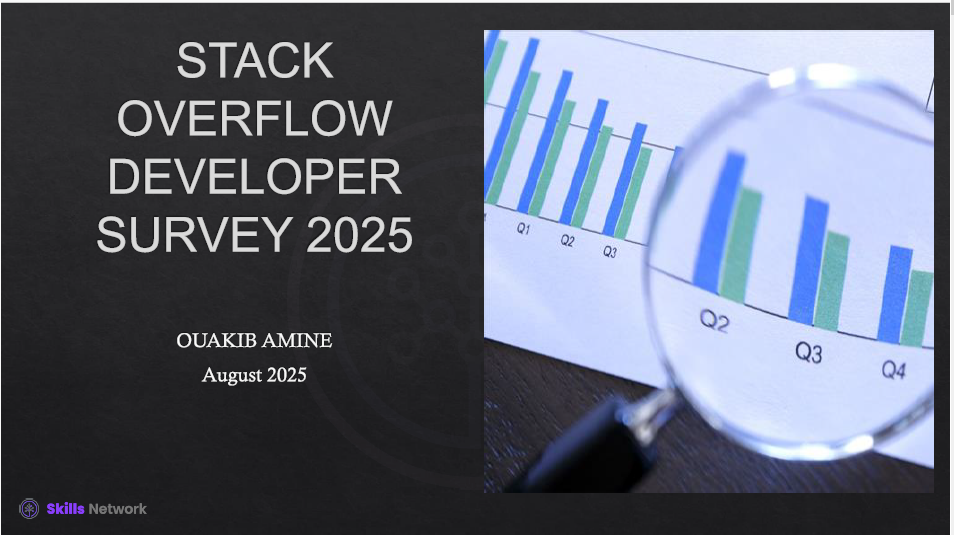 STACK
OVERFLOW
DEVELOPER
SURVEY 2025
OUAKIB AMINE
August 2025
Q1
Q2
Q3
Q2
Q3
Q4
Skills Network